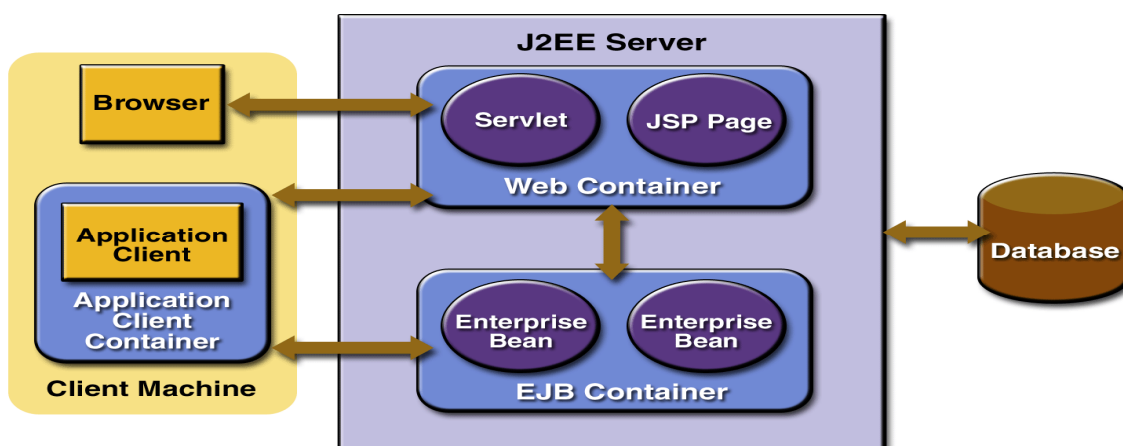 J2EE Server
Browser
Servlet
JSP Page
Web Container
Application
Client
Application
Client
Container
Client Machine
Enterprise
Bean
Enterprise
Bean
EJB Container
Database